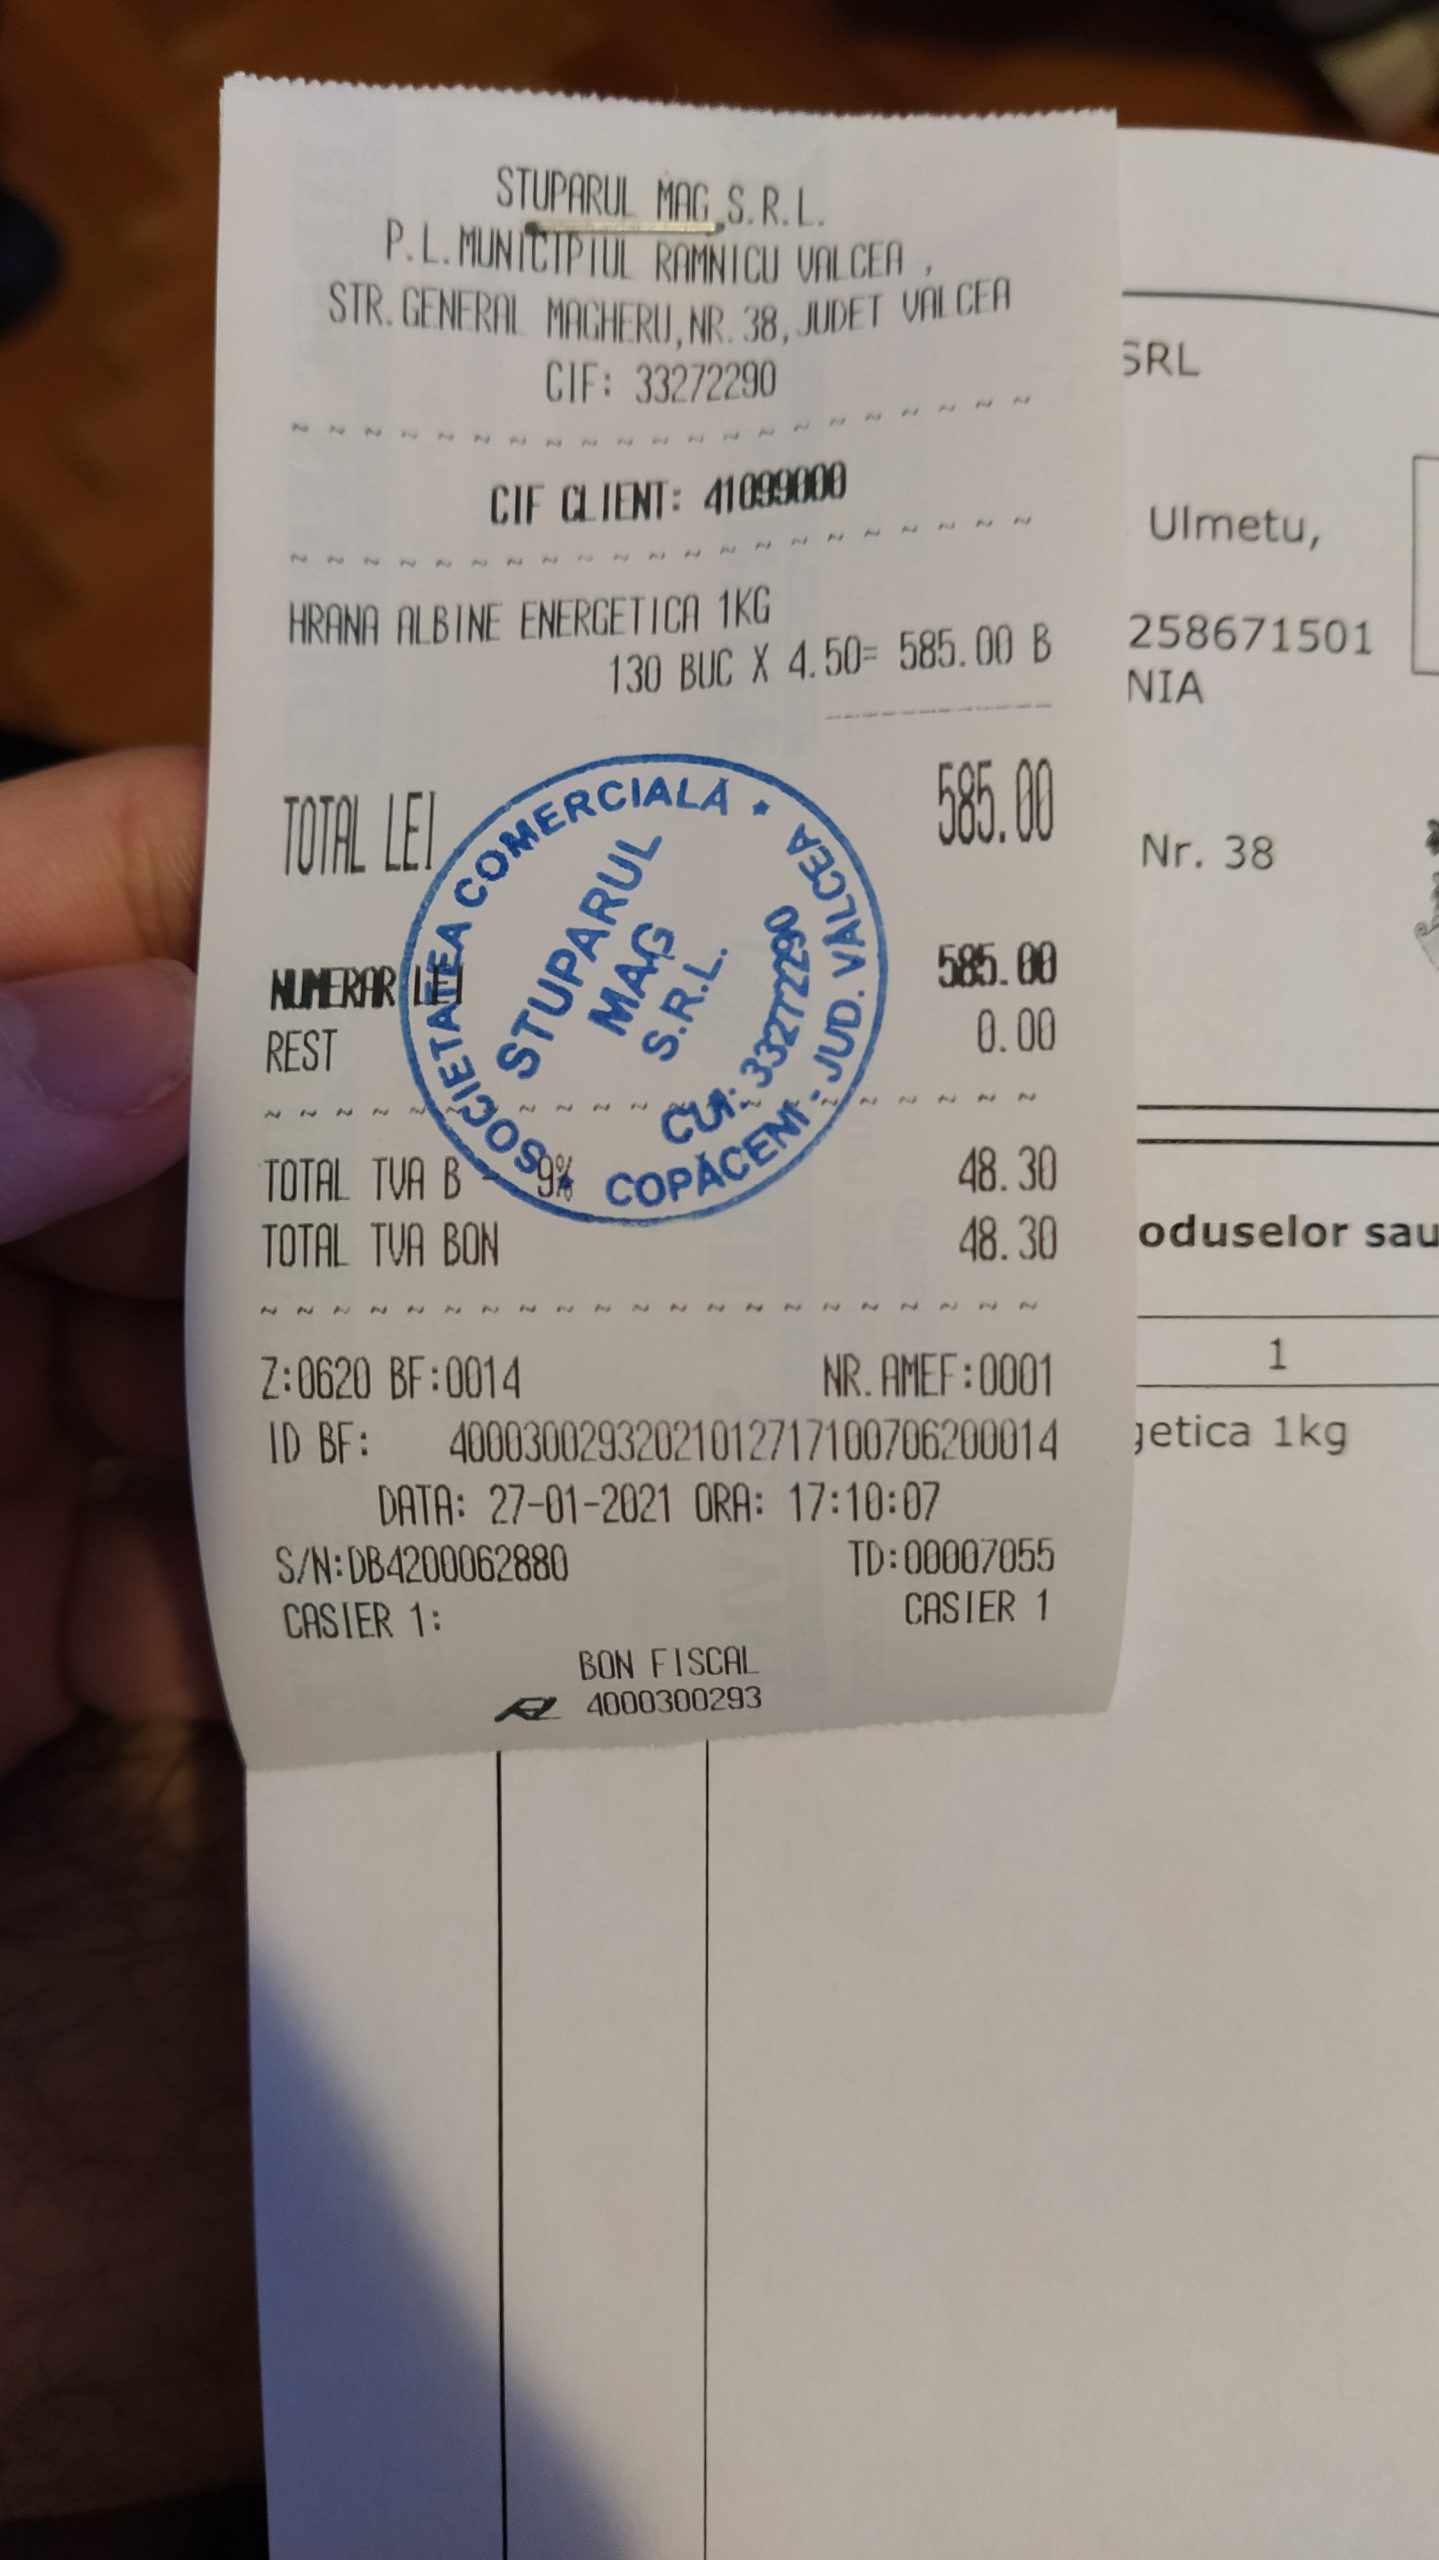 STUPARUL MAG S.R.L.
P.L.MUNICIPIUL RAMNICU VALCEA ,
STR.GENERAL MAGHERU,NR.38,JUDET VALCEA
CIF: 33272290
~ ~ ~ ~ ~ ~ ~ ~ ~ ~ ~ ~ ~ ~ ~ ~ ~ ~ ~ ~ ~
CIF CLIENT: 41099000
~ ~ ~ ~ ~ ~ ~ ~ ~ ~ ~ ~ ~ ~ ~ ~ ~ ~ ~ ~ ~
HRANA ALBINE ENERGETICA 1KG
130 BUC X 4.50= 585.00 B
TOTAL LEI 585.00
NUMERAR LEI 585.00
REST 0.00
~ ~ ~ ~ ~ ~ ~ ~ ~ ~ ~ ~ ~ ~ ~ ~ ~ ~ ~ ~ ~
TOTAL TVA B - 9% 48.30
TOTAL TVA BON 48.30
~ ~ ~ ~ ~ ~ ~ ~ ~ ~ ~ ~ ~ ~ ~ ~ ~ ~ ~ ~ ~
Z:0620 BF:0014 NR.AMEF:0001
ID BF: 40003002932021012717100706200014
DATA: 27-01-2021 ORA: 17:10:07
S/N:DB4200062880 TD:00007055
CASIER 1: CASIER 1
BON FISCAL
4000300293
SOCIETATEA COMERCIALĂ *
STUPARUL
MAG
S.R.L.
CUI: 33272290
COPĂCENI - JUD. VALCEA
SRL
Ulmetu,
258671501
NIA
Nr. 38
oduselor sau
1
getica 1kg